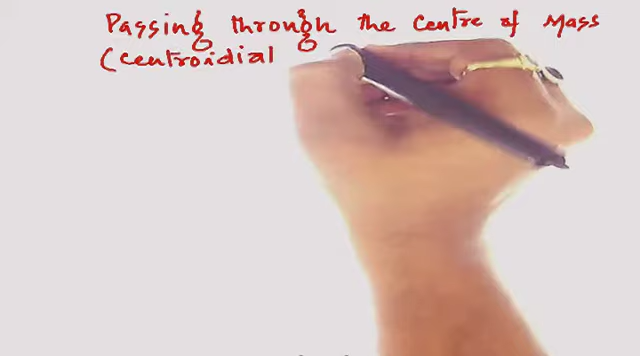 Passing through the centre of Mass
(centroidial